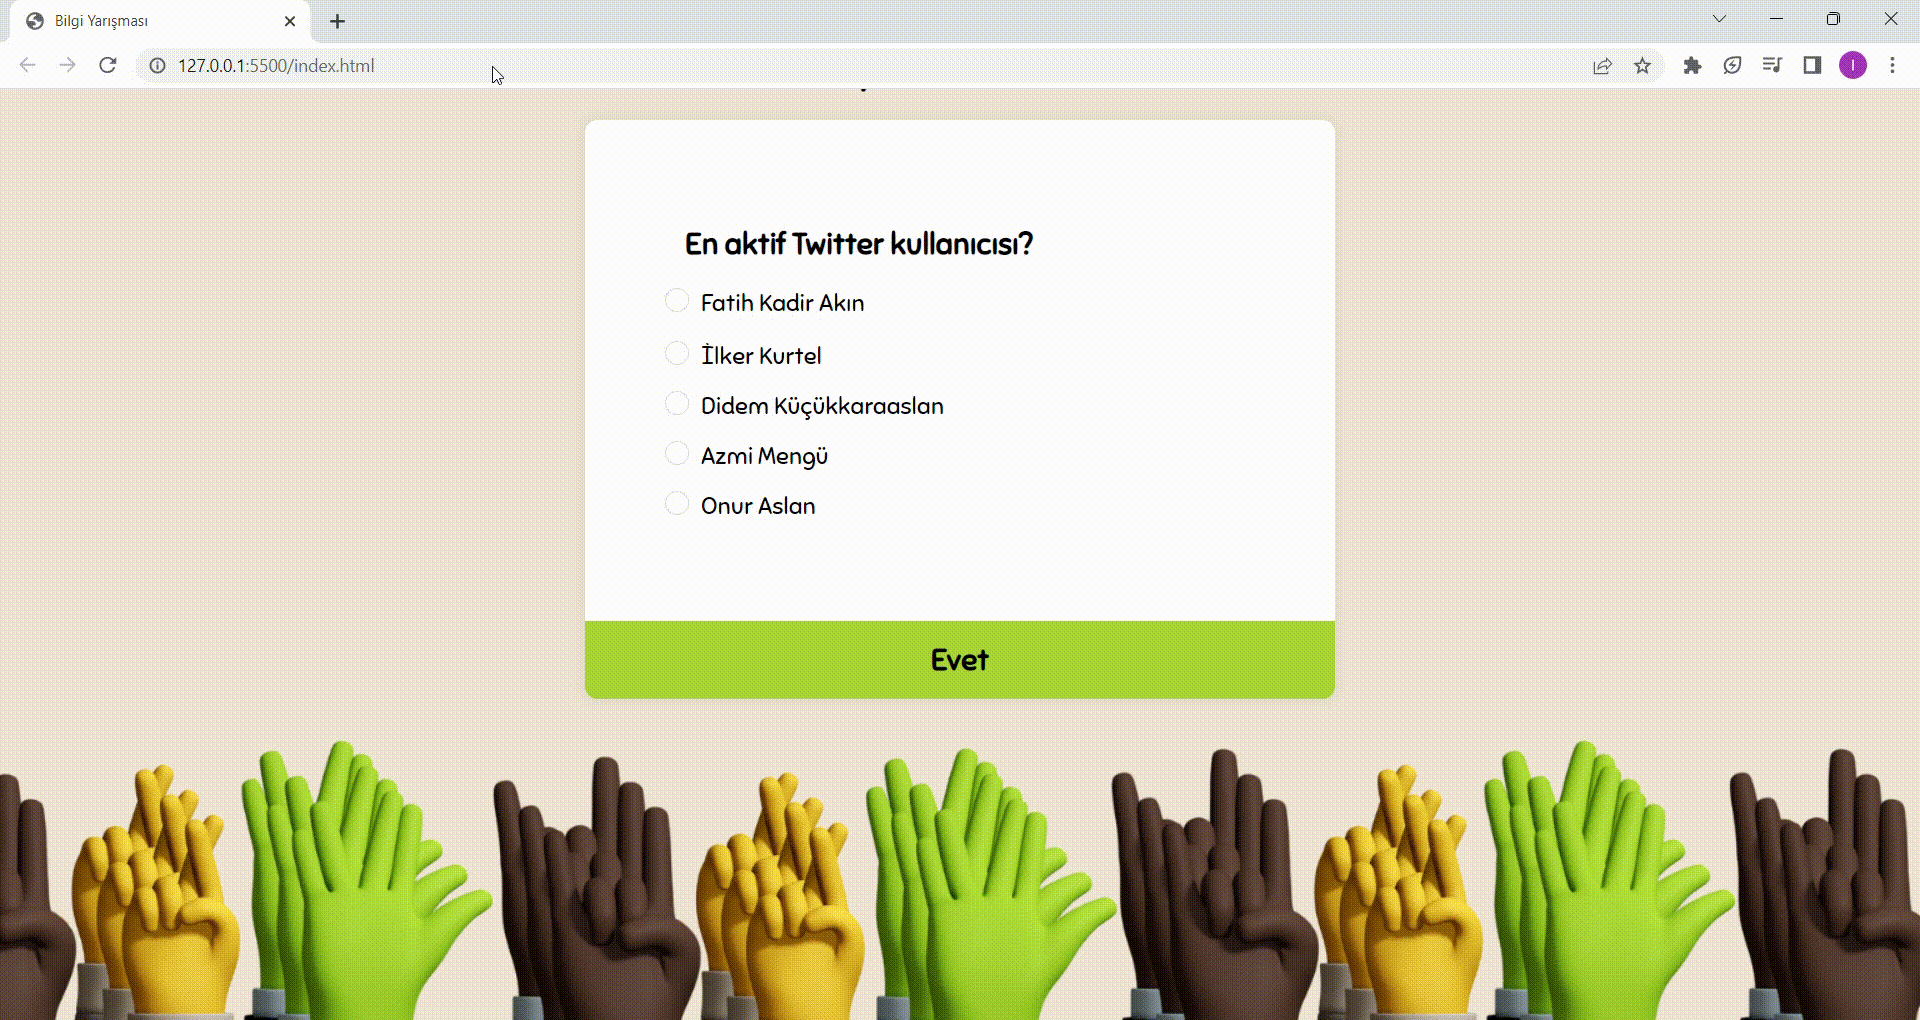 Bilgi Yarışması
127.0.0.1:5500/index.html
I
En aktif Twitter kullanıcısı?
Fatih Kadir Akın
İlker Kurtel
Didem Küçükkaraaslan
Azmi Mengü
Onur Aslan
Evet